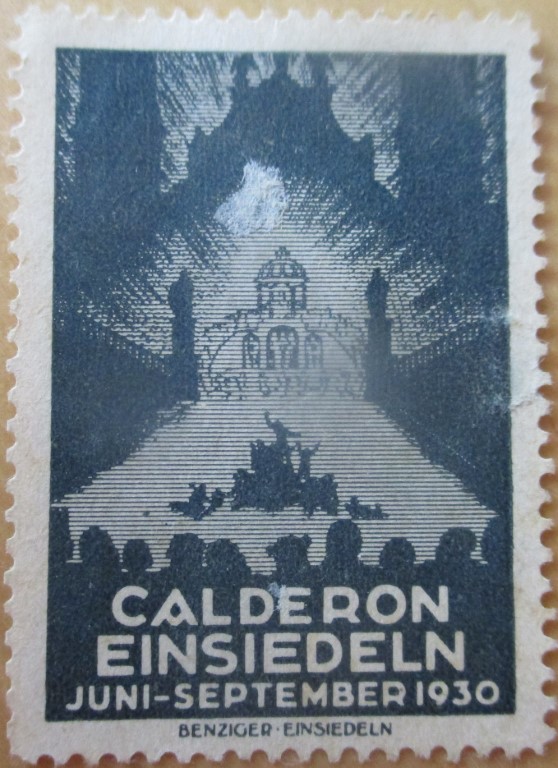 CALDERON
EINSIEDELN
JUNI-SEPTEMBER 1930
BENZIGER·EINSIEDELN